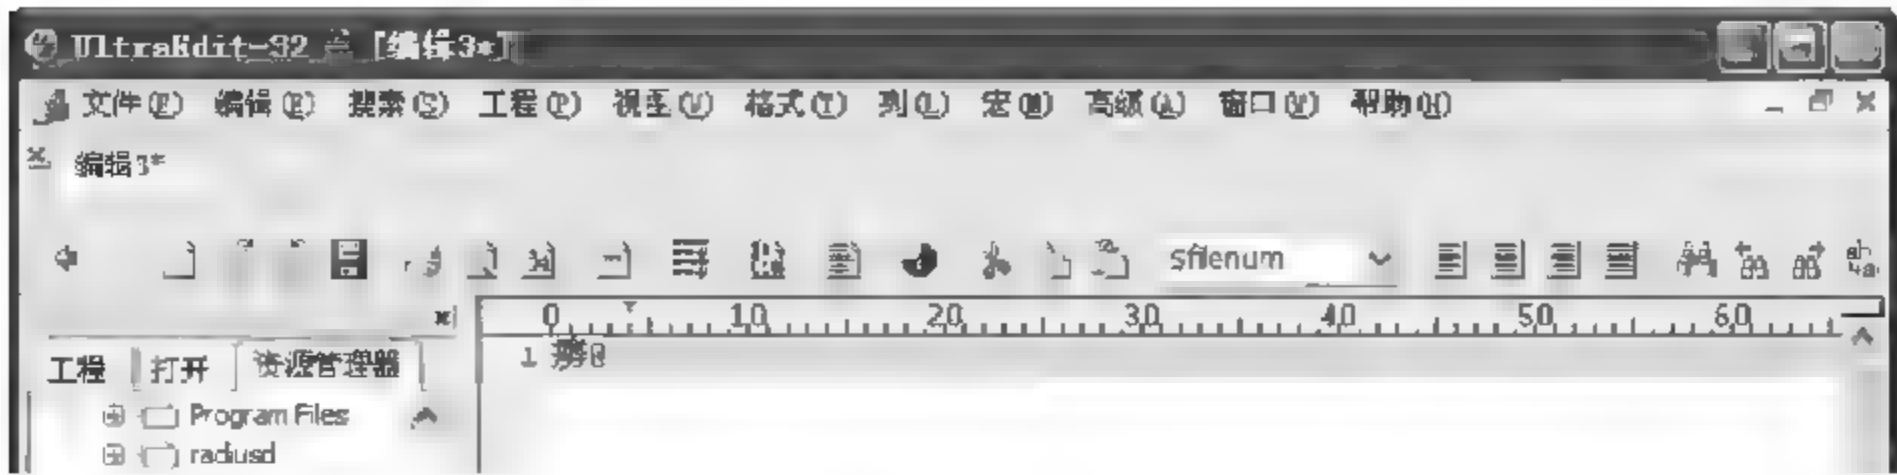 UltraEdit-32 - [编辑3*]
文件(F) 编辑(E) 搜索(S) 工程(P) 视图(V) 格式(T) 列(L) 宏(M) 高级(A) 窗口(W) 帮助(H)
编辑3*
Sfilenum
0 10 20 30 40 50 60
1
工程 打开 资源管理器
Program Files
radiusd